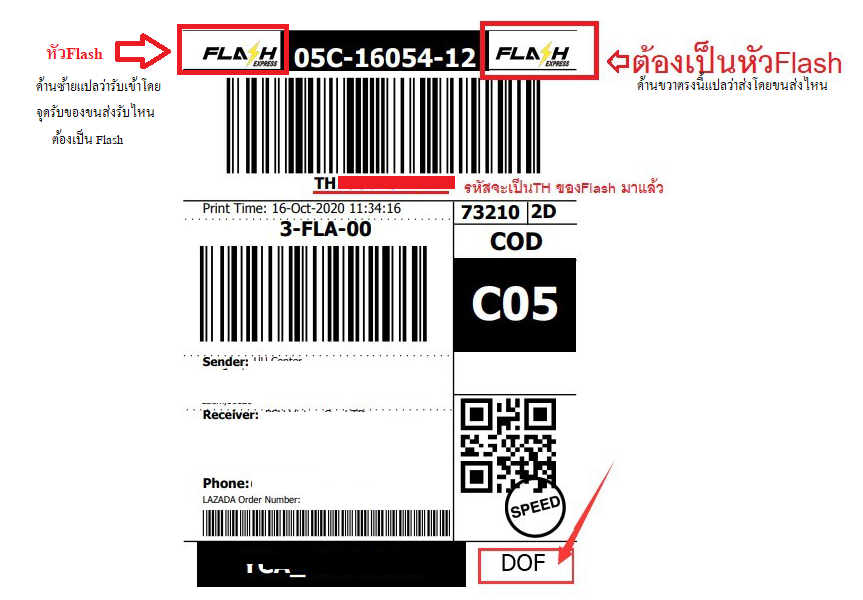 หัวFlash
ด้านซ้ายแปลว่ารับเข้าโดย
จุดรับของขนส่งรับไหน
ต้องเป็น Flash
FLASH EXPRESS
05C-16054-12
FLASH EXPRESS
ต้องเป็นหัวFlash
ด้านขวาตรงนี้แปลว่าส่งโดยขนส่งไหน
TH
รหัสจะเป็นTH ของFlash มาแล้ว
Print Time: 16-Oct-2020 11:34:16
73210 2D
3-FLA-00
COD
C05
Sender:
Receiver:
Phone:
LAZADA Order Number:
SPEED
DOF